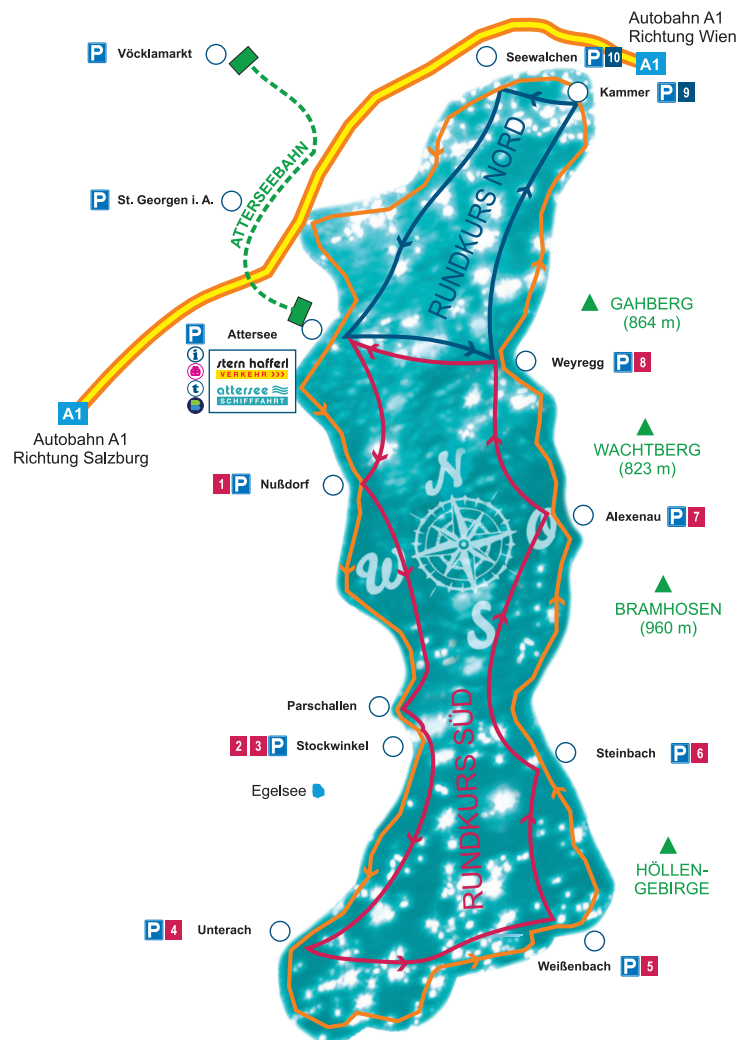 Autobahn A1
Richtung Wien
A1
P Vöcklamarkt
Seewalchen P 10
Kammer P 9
RUNDKURS NORD
ATTERSEEBAHN
P St. Georgen i. A.
GAHBERG
(864 m)
P Attersee
i
t
stern hafferl
VERKEHR >>>
attersee
SCHIFFFAHRT
Weyregg P 8
A1
Autobahn A1
Richtung Salzburg
WACHTBERG
(823 m)
N
1 P Nußdorf
Alexenau P 7
O
W
S
BRAMHOSEN
(960 m)
Parschallen
2 3 P Stockwinkel
Steinbach P 6
RUNDKURS SÜD
Egelsee
HÖLLEN-
GEBIRGE
P 4 Unterach
Weißenbach P 5